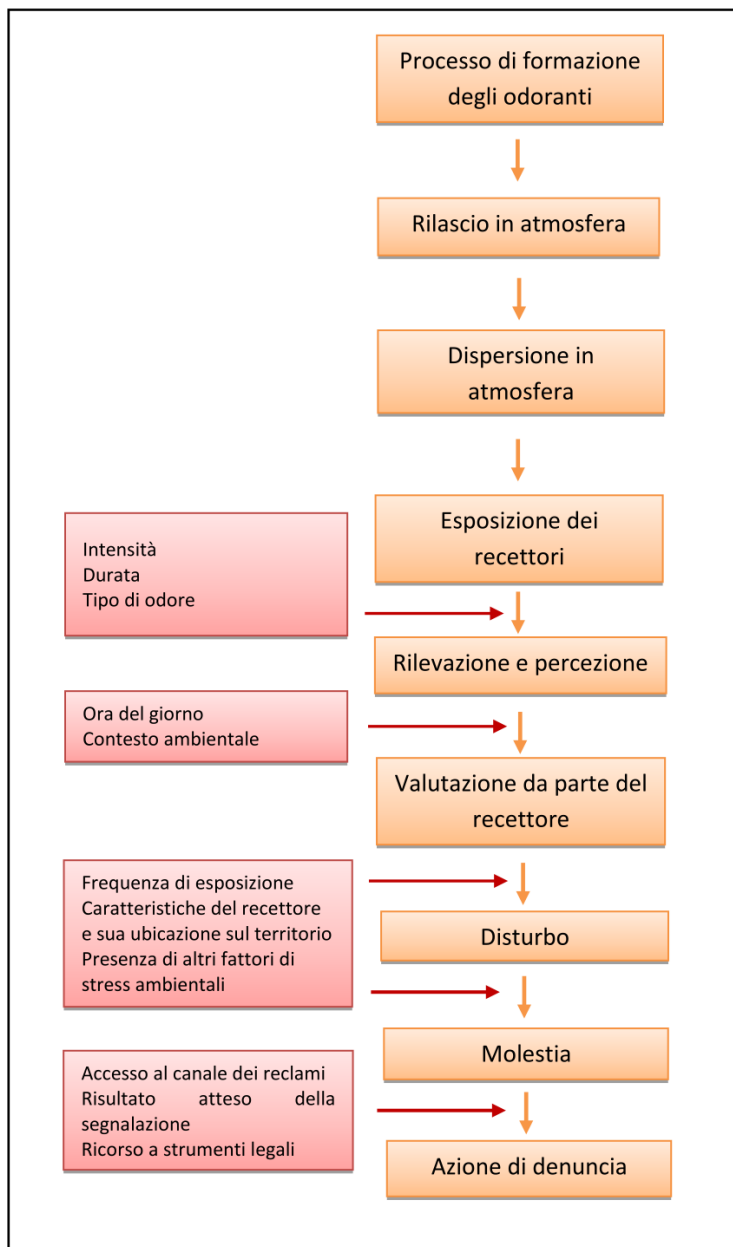 Processo di formazione
degli odoranti
Rilascio in atmosfera
Dispersione in
atmosfera
Esposizione dei
recettori
Intensità
Durata
Tipo di odore
Rilevazione e percezione
Ora del giorno
Contesto ambientale
Valutazione da parte del
recettore
Frequenza di esposizione
Caratteristiche del recettore
e sua ubicazione sul territorio
Presenza di altri fattori di
stress ambientali
Disturbo
Molestia
Accesso al canale dei reclami
Risultato atteso della
segnalazione
Ricorso a strumenti legali
Azione di denuncia